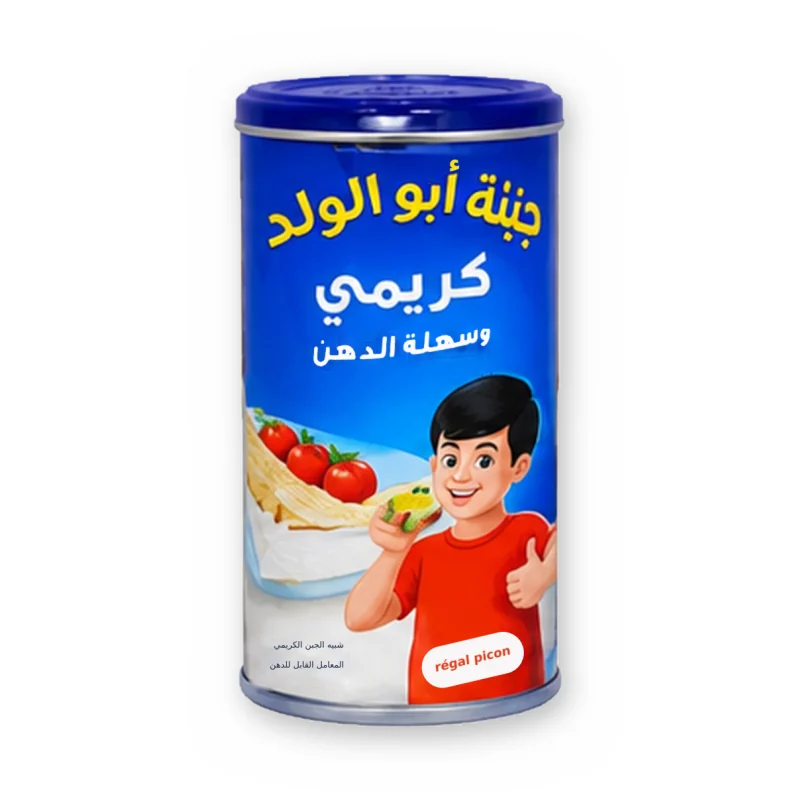 جبنة أبو الولد
كريمي
وسهلة الدهن
شبيه الجبن الكريمي
المعامل القابل للدهن
régal picon